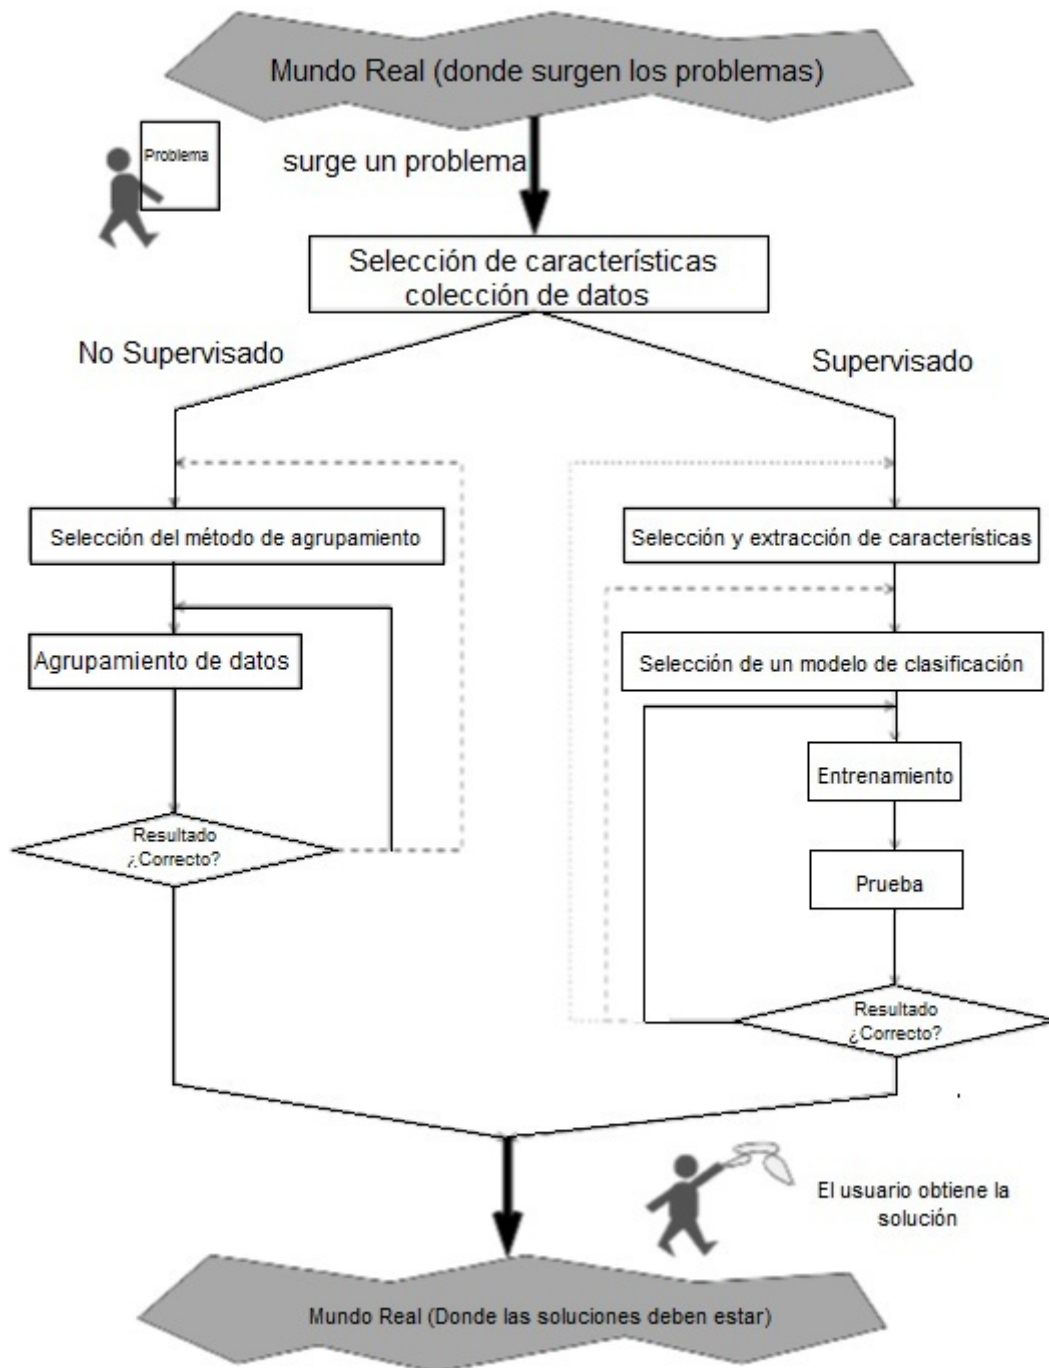 Mundo Real (donde surgen los problemas)
Problema
surge un problema
Selección de características
colección de datos
No Supervisado
Supervisado
Selección del método de agrupamiento
Selección y extracción de características
Agrupamiento de datos
Selección de un modelo de clasificación
Entrenamiento
Resultado
¿Correcto?
Prueba
Resultado
¿Correcto?
El usuario obtiene la
solución
Mundo Real (Donde las soluciones deben estar)